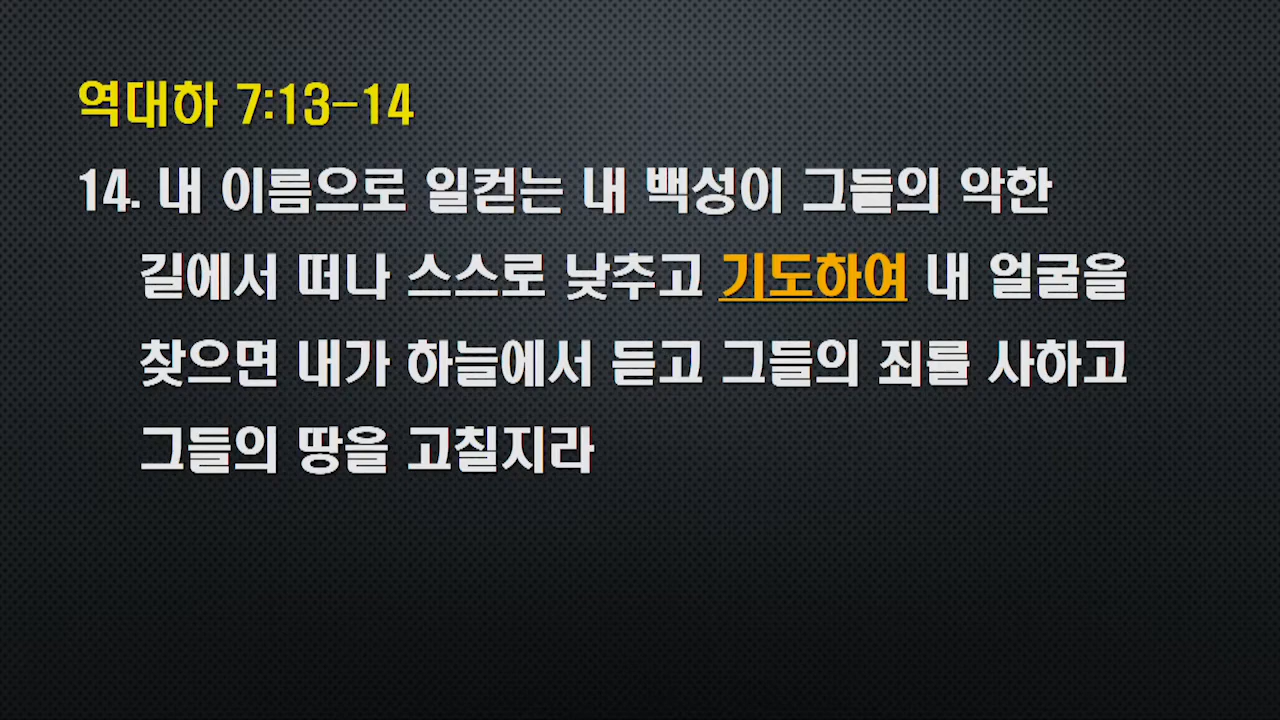 역대하 7:13-14
14. 내 이름으로 일컫는 내 백성이 그들의 악한
길에서 떠나 스스로 낮추고 기도하여 내 얼굴을
찾으면 내가 하늘에서 듣고 그들의 죄를 사하고
그들의 땅을 고칠지라